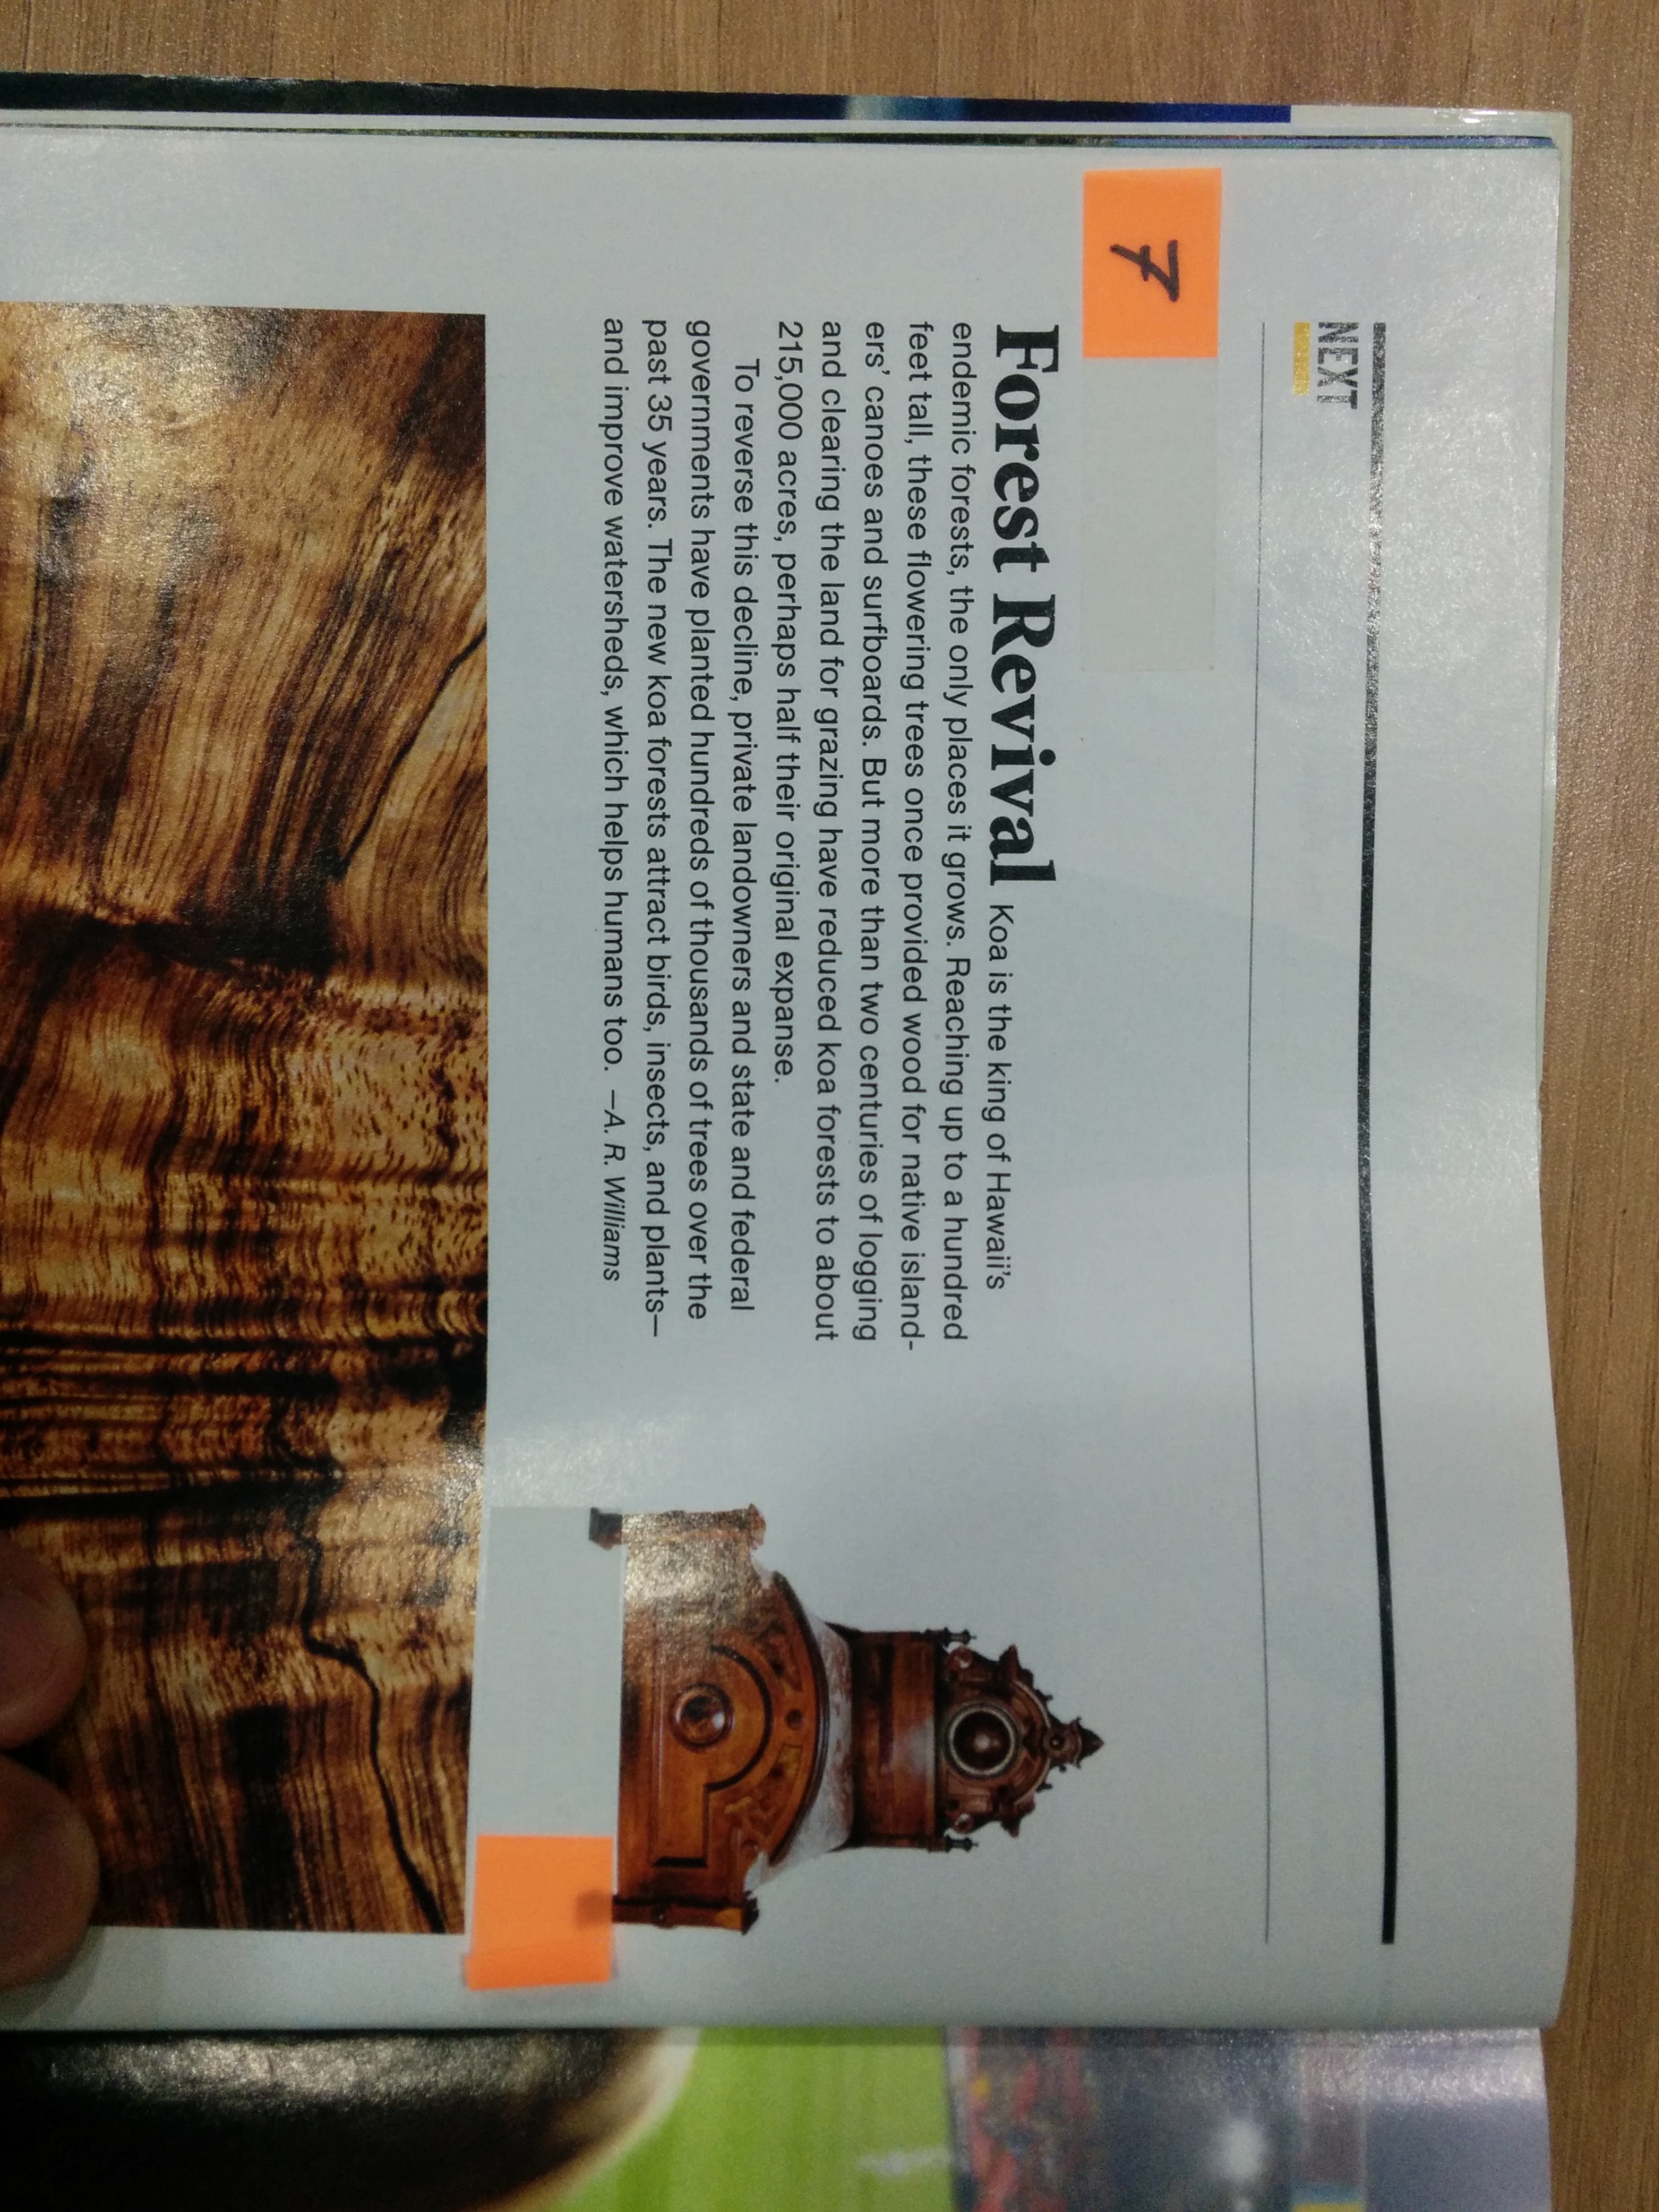 NEXT
7
Forest Revival Koa is the king of Hawaii's
endemic forests, the only places it grows. Reaching up to a hundred
feet tall, these flowering trees once provided wood for native island-
ers' canoes and surfboards. But more than two centuries of logging
and clearing the land for grazing have reduced koa forests to about
215,000 acres, perhaps half their original expanse.
To reverse this decline, private landowners and state and federal
governments have planted hundreds of thousands of trees over the
past 35 years. The new koa forests attract birds, insects, and plants—
and improve watersheds, which helps humans too. —A. R. Williams